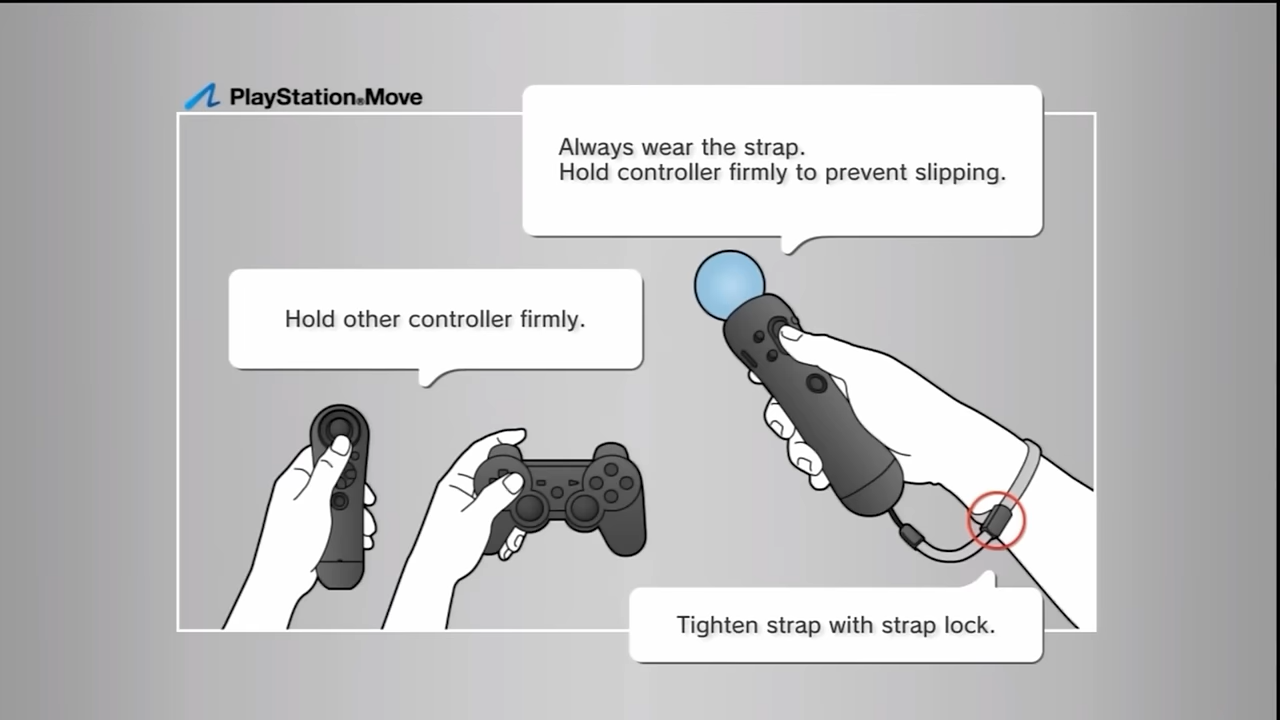 PlayStation®Move
Always wear the strap.
Hold controller firmly to prevent slipping.
Hold other controller firmly.
Tighten strap with strap lock.